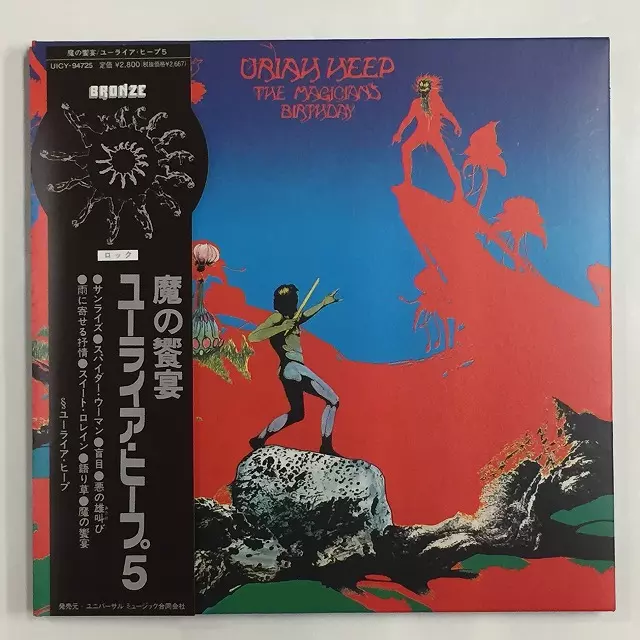 魔の饗宴/ユーライア・ヒープ5
UICY-94725 定価 ¥2,800(税抜価格¥2,667)
BRONZE
ロック
魔の饗宴
ユーライア・ヒープ5
●サンライズ●スパイダー・ウーマン●盲目●悪の雄叫び
●雨に寄せる抒情●スイート・ロレイン●語り草●魔の饗宴
§ユーライア・ヒープ
発売元・ユニバーサル ミュージック合同会社
URIAH HEEP
THE MAGICIAN'S
BIRTHDAY